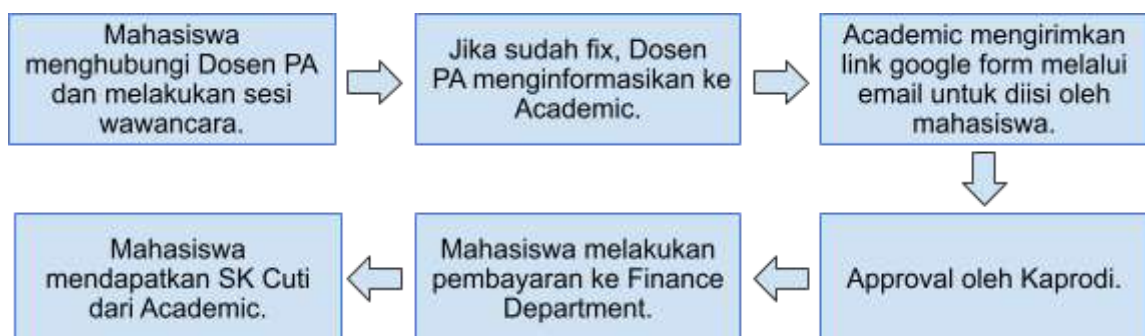 Mahasiswa
menghubungi Dosen PA
dan melakukan sesi
wawancara.
Jika sudah fix, Dosen
PA menginformasikan ke
Academic.
Academic mengirimkan
link google form melalui
email untuk diisi oleh
mahasiswa.
Approval oleh Kaprodi.
Mahasiswa melakukan
pembayaran ke Finance
Department.
Mahasiswa
mendapatkan SK Cuti
dari Academic.